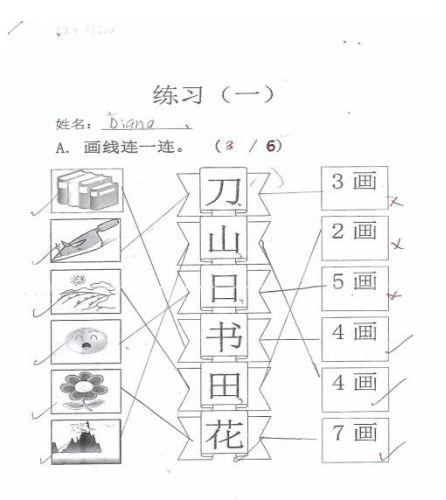 练习（一）
姓名： Diana
A. 画线连一连。 （3 / 6）
刀 3 画
山 2 画
日 5 画
书 4 画
田 4 画
花 7 画